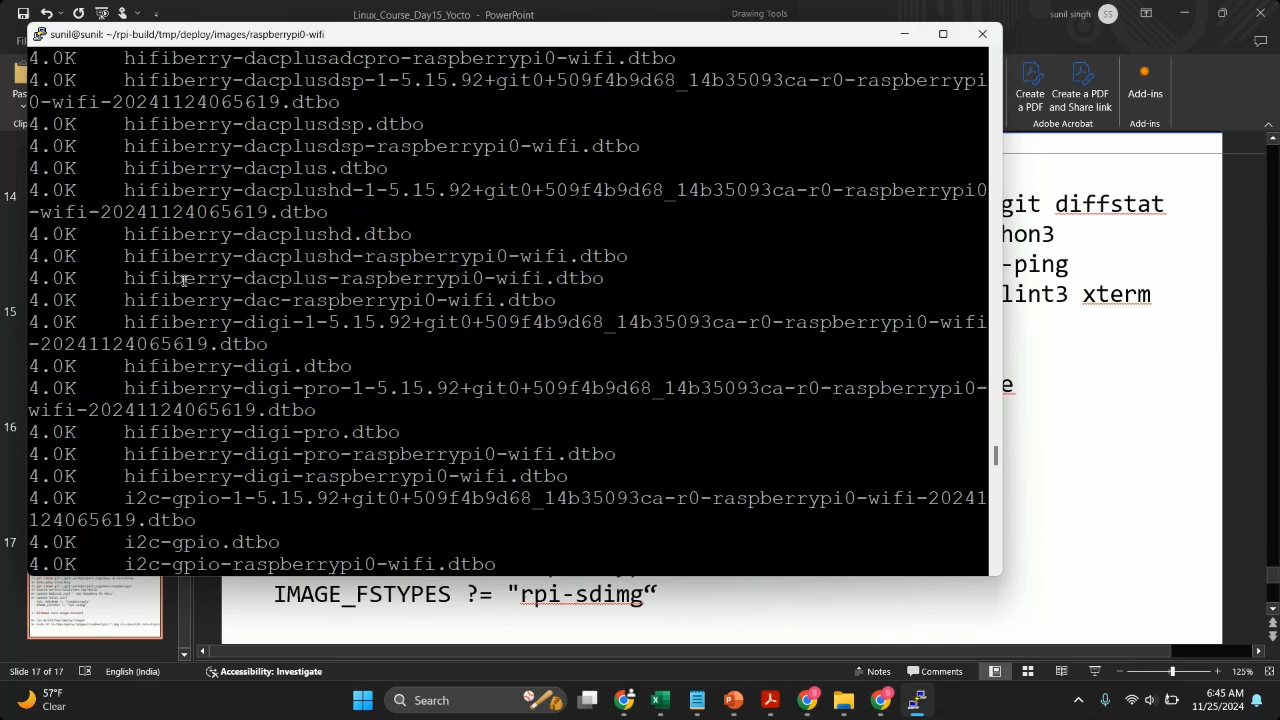 Linux_Course_Day15_Yocto - PowerPoint
Drawing Tools
sunil singh
SS
sunil@sunil: ~/rpi-build/tmp/deploy/images/raspberrypi0-wifi
4.0K hifiberry-dacplusadcpro-raspberrypi0-wifi.dtbo
4.0K hifiberry-dacplusdsp-1-5.15.92+git0+509f4b9d68_14b35093ca-r0-raspberrypi
0-wifi-20241124065619.dtbo
4.0K hifiberry-dacplusdsp.dtbo
4.0K hifiberry-dacplusdsp-raspberrypi0-wifi.dtbo
4.0K hifiberry-dacplus.dtbo
4.0K hifiberry-dacplushd-1-5.15.92+git0+509f4b9d68_14b35093ca-r0-raspberrypi0
-wifi-20241124065619.dtbo
4.0K hifiberry-dacplushd.dtbo
4.0K hifiberry-dacplushd-raspberrypi0-wifi.dtbo
4.0K hifiberry-dacplus-raspberrypi0-wifi.dtbo
4.0K hifiberry-dac-raspberrypi0-wifi.dtbo
4.0K hifiberry-digi-1-5.15.92+git0+509f4b9d68_14b35093ca-r0-raspberrypi0-wifi
-20241124065619.dtbo
4.0K hifiberry-digi.dtbo
4.0K hifiberry-digi-pro-1-5.15.92+git0+509f4b9d68_14b35093ca-r0-raspberrypi0-
wifi-20241124065619.dtbo
4.0K hifiberry-digi-pro.dtbo
4.0K hifiberry-digi-pro-raspberrypi0-wifi.dtbo
4.0K hifiberry-digi-raspberrypi0-wifi.dtbo
4.0K i2c-gpio-1-5.15.92+git0+509f4b9d68_14b35093ca-r0-raspberrypi0-wifi-20241
124065619.dtbo
4.0K i2c-gpio.dtbo
4.0K i2c-gpio-raspberrypi0-wifi.dtbo
Create a PDF
Create a PDF and Share link
Add-ins
Adobe Acrobat
Add-ins
14
15
16
17
git diffstat
hon3
-ping
lint3 xterm
e
IMAGE_FSTYPES ?= "rpi-sdimg“
Slide 17 of 17
English (India)
Accessibility: Investigate
Notes
Comments
125%
57°F
Clear
Search
6:45 AM
11/25/2024